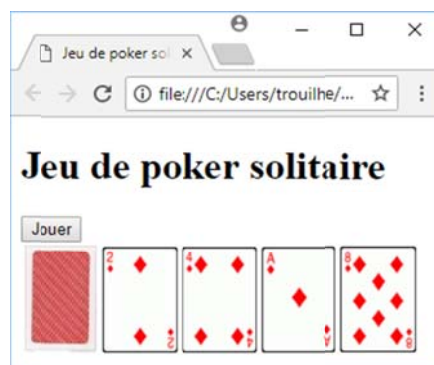 Jeu de poker sol
file:///C:/Users/trouilhe/...
Jeu de poker solitaire
Jouer
2 4 A 8
2 4 A 8